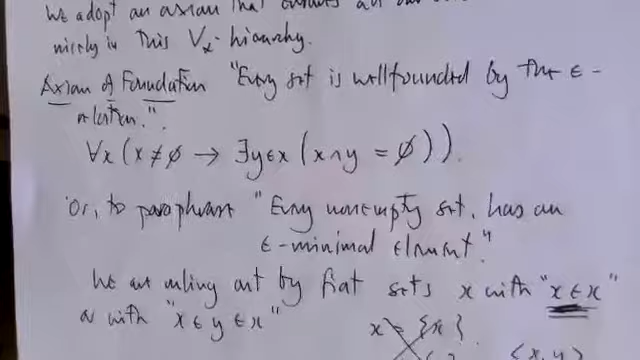 We adopt an axiom that ensures all our
nicely in this Vα-hierarchy.
Axiom of Foundation "Every set is wellfounded by the ∈-
relation.".
∀x(x≠∅ → ∃y∈x(x∩y = ∅)).
Or, to paraphrase "Every nonempty set, has an
∈-minimal element."
We are ruling out by fiat sets x with "x∈x"
or with "x∈y∈x"
x = {x}.
{x,y}